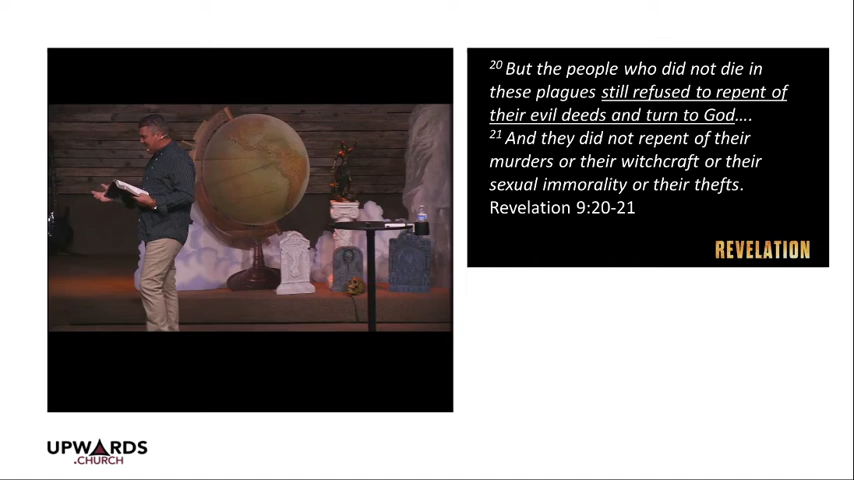 20 But the people who did not die in
these plagues still refused to repent of
their evil deeds and turn to God….
21 And they did not repent of their
murders or their witchcraft or their
sexual immorality or their thefts.
Revelation 9:20-21
REVELATION
UPWARDS
.CHURCH